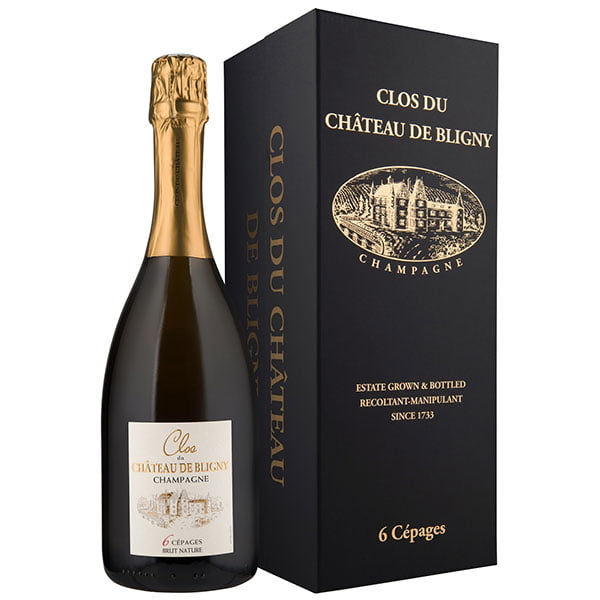 Clos
du
CHÂTEAU DE BLIGNY
CHAMPAGNE
6 CÉPAGES
BRUT NATURE
CLOS DU CHÂTEAU
DE BLIGNY
CLOS DU
CHÂTEAU DE BLIGNY
CHAMPAGNE
ESTATE GROWN & BOTTLED
RECOLTANT-MANIPULANT
SINCE 1733
6 Cépages